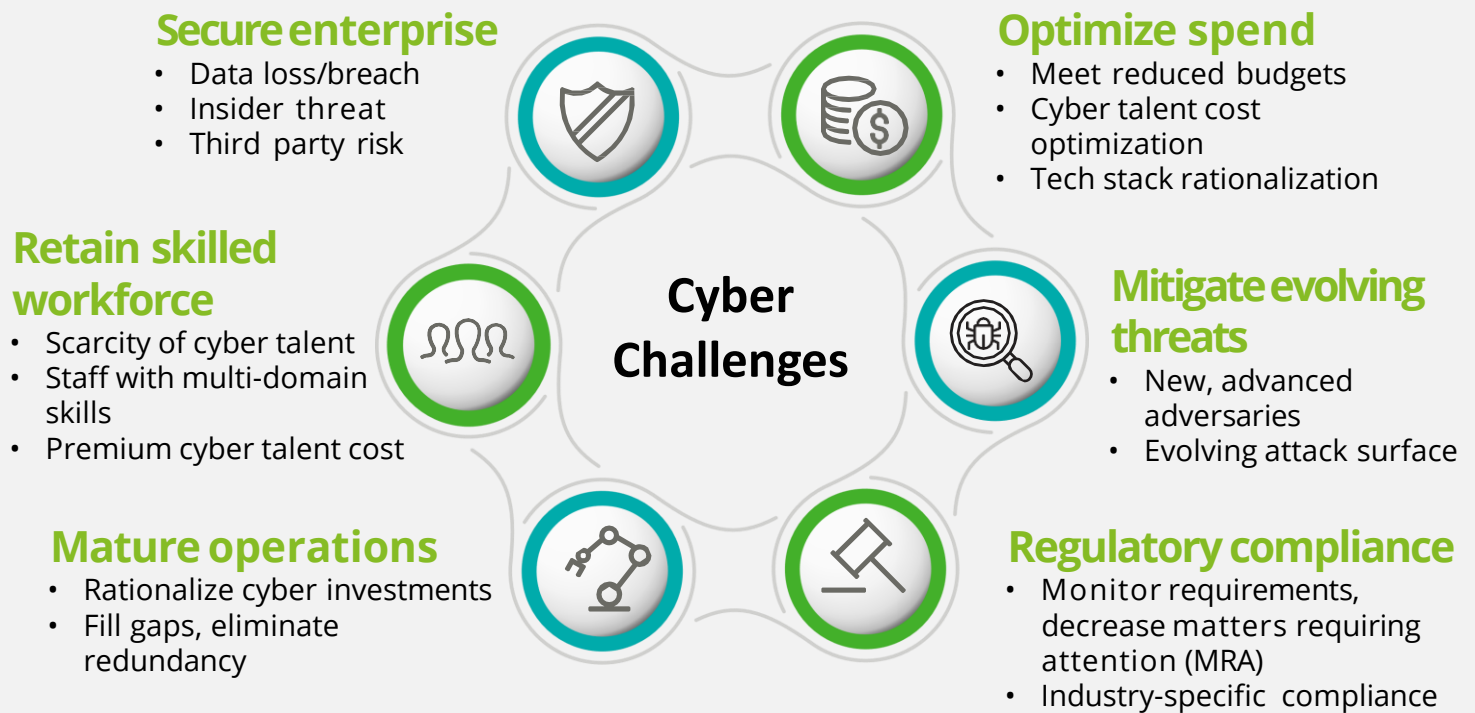 Secure enterprise
• Data loss/breach
• Insider threat
• Third party risk
Optimize spend
• Meet reduced budgets
• Cyber talent cost
optimization
• Tech stack rationalization
Retain skilled
workforce
• Scarcity of cyber talent
• Staff with multi-domain
skills
• Premium cyber talent cost
Cyber
Challenges
Mitigate evolving
threats
• New, advanced
adversaries
• Evolving attack surface
Mature operations
• Rationalize cyber investments
• Fill gaps, eliminate
redundancy
Regulatory compliance
• Monitor requirements,
decrease matters requiring
attention (MRA)
• Industry-specific compliance
$